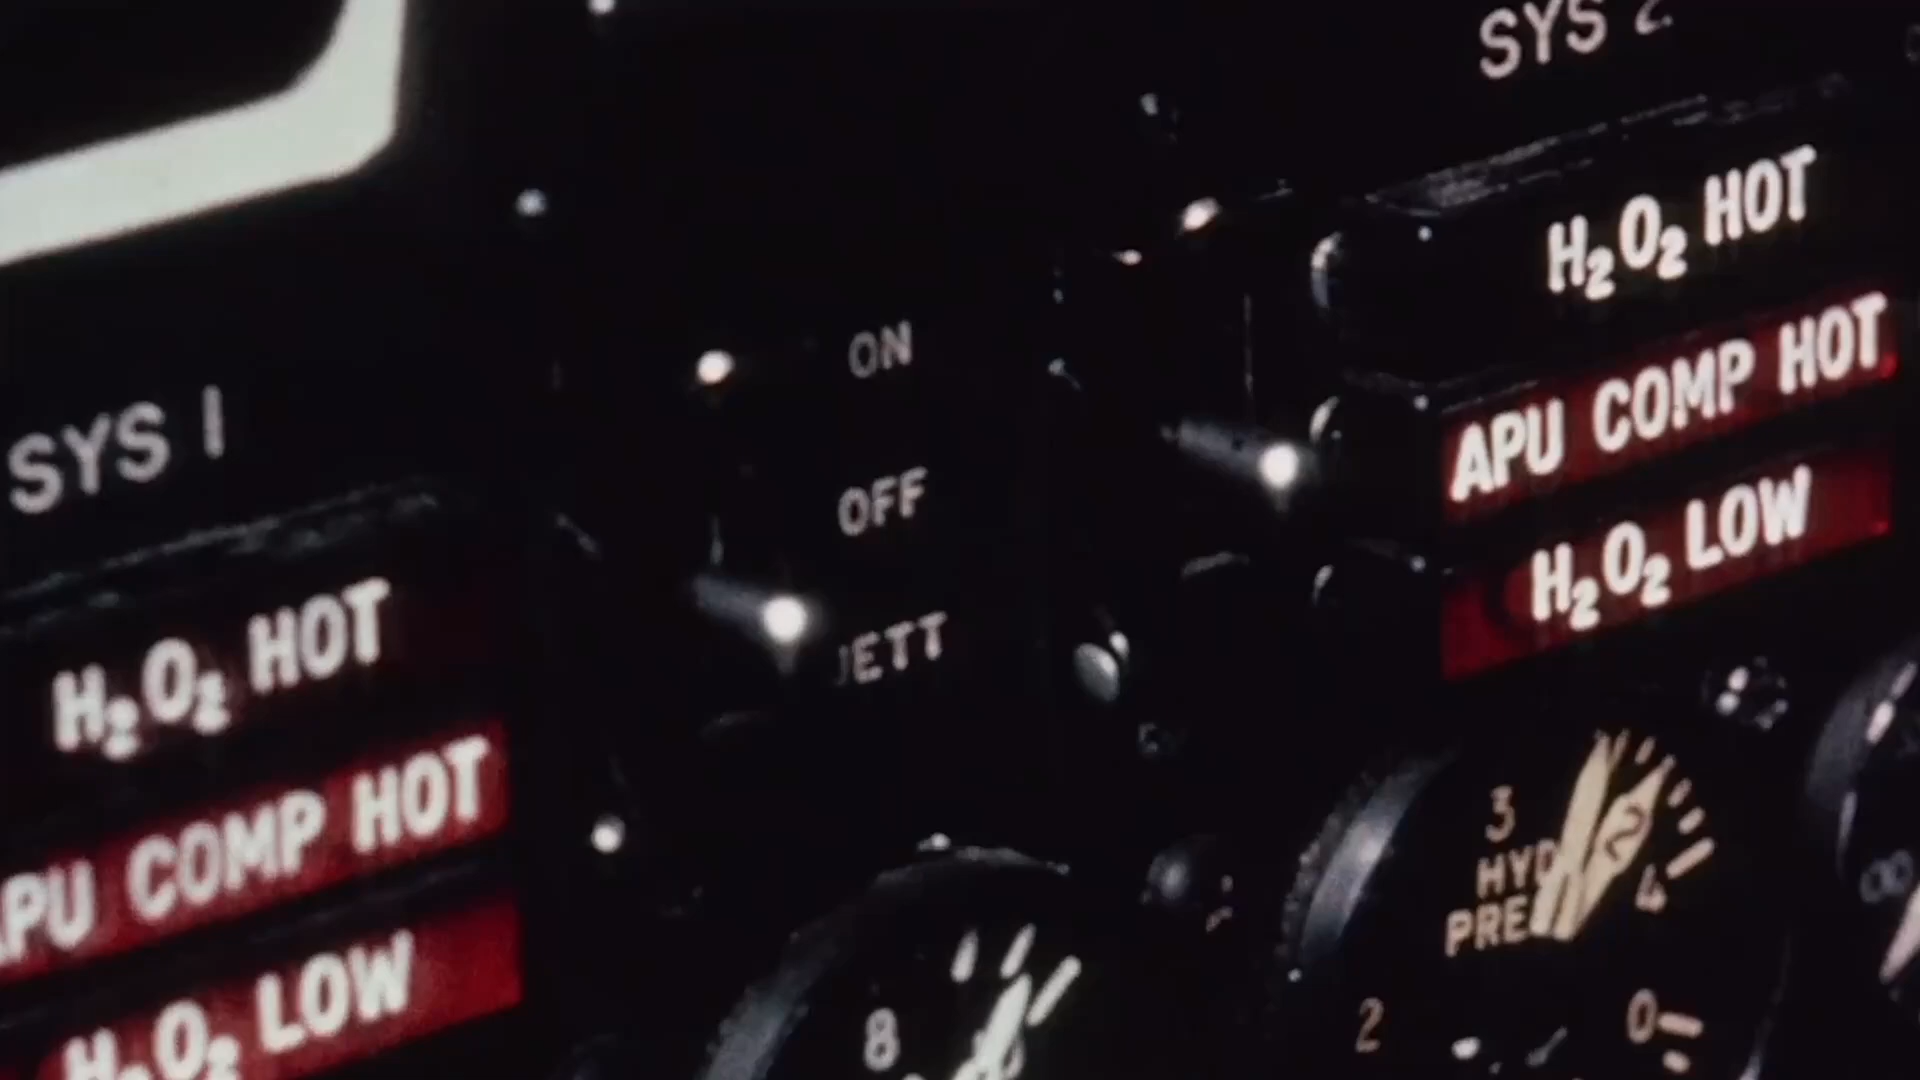 SYS 2
H₂O₂ HOT
APU COMP HOT
H₂O₂ LOW
SYS 1
H₂O₂ HOT
APU COMP HOT
H₂O₂ LOW
ON
OFF
JETT
3
HYD
PRE
2
4
2
0
8